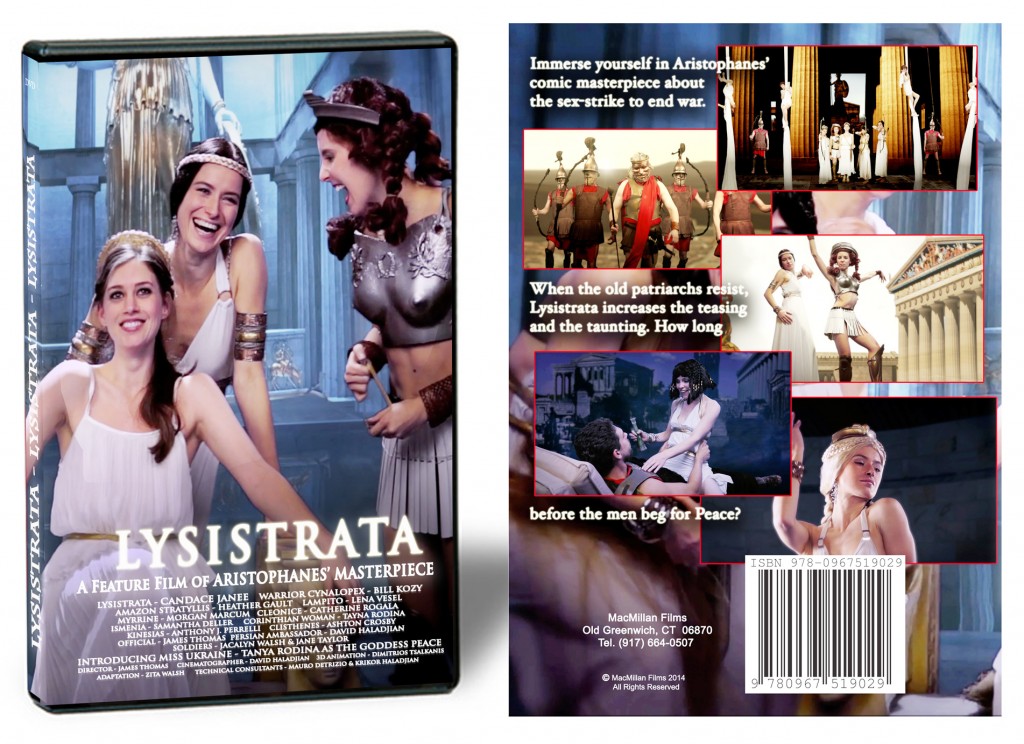 DVD
LYSISTRATA - LYSISTRATA - LYSISTRATA - LYSISTRATA
LYSISTRATA
A FEATURE FILM OF ARISTOPHANES' MASTERPIECE
LYSISTRATA - CANDACE JANEE WARRIOR CYNALOPEX - BILL KOZY
AMAZON STRATYLLIS - HEATHER GAULT LAMPITO - LENA VESEL
MYRRINE - MORGAN MARCUM CLEONICE - CATHERINE ROGALA
ISMENIA - SAMANTHA DELLER CORINTHIAN WOMAN - TAYNA RODINA
KINESIAS - ANTHONY J. PERRELLI CLISTHENES - ASHTON CROSBY
OFFICIAL - JAMES THOMAS PERSIAN AMBASSADOR - DAVID HALADJIAN
SOLDIERS - JACALYN WALSH & JANE TAYLOR
INTRODUCING MISS UKRAINE - TANYA RODINA AS THE GODDESS PEACE
DIRECTOR - JAMES THOMAS CINEMATOGRAPHER - DAVID HALADJIAN 3D ANIMATION - DIMITRIOS TSALKANIS
ADAPTATION - ZITA WALSH TECHNICAL CONSULTANTS - MAURO DETRIZIO & KRIKOR HALADJIAN
Immerse yourself in Aristophanes'
comic masterpiece about
the sex-strike to end war.
When the old patriarchs resist,
Lysistrata increases the teasing
and the taunting. How long
before the men beg for Peace?
MacMillan Films
Old Greenwich, CT 06870
Tel. (917) 664-0507
© MacMillan Films 2014
All Rights Reserved
ISBN 978-0967519029
9 780967 519029